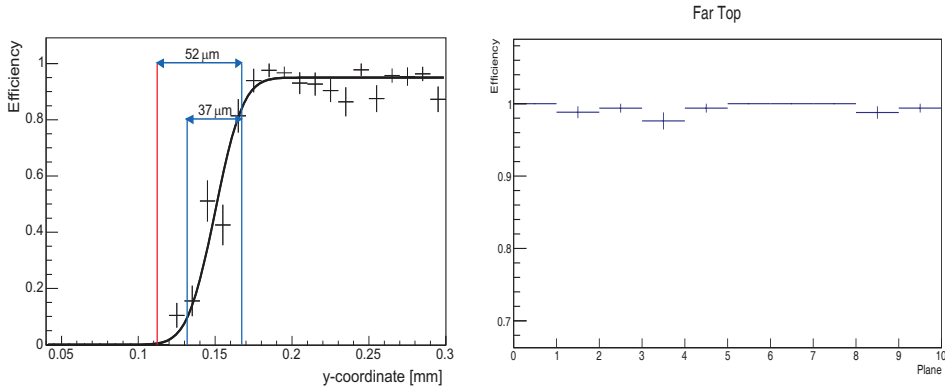 Far Top
Efficiency
1
0.8
0.6
0.4
0.2
0
52 μm
37 μm
0.05 0.1 0.15 0.2 0.25 0.3
y-coordinate [mm]
Efficiency
1
0.9
0.8
0.7
0 1 2 3 4 5 6 7 8 9 10
Plane